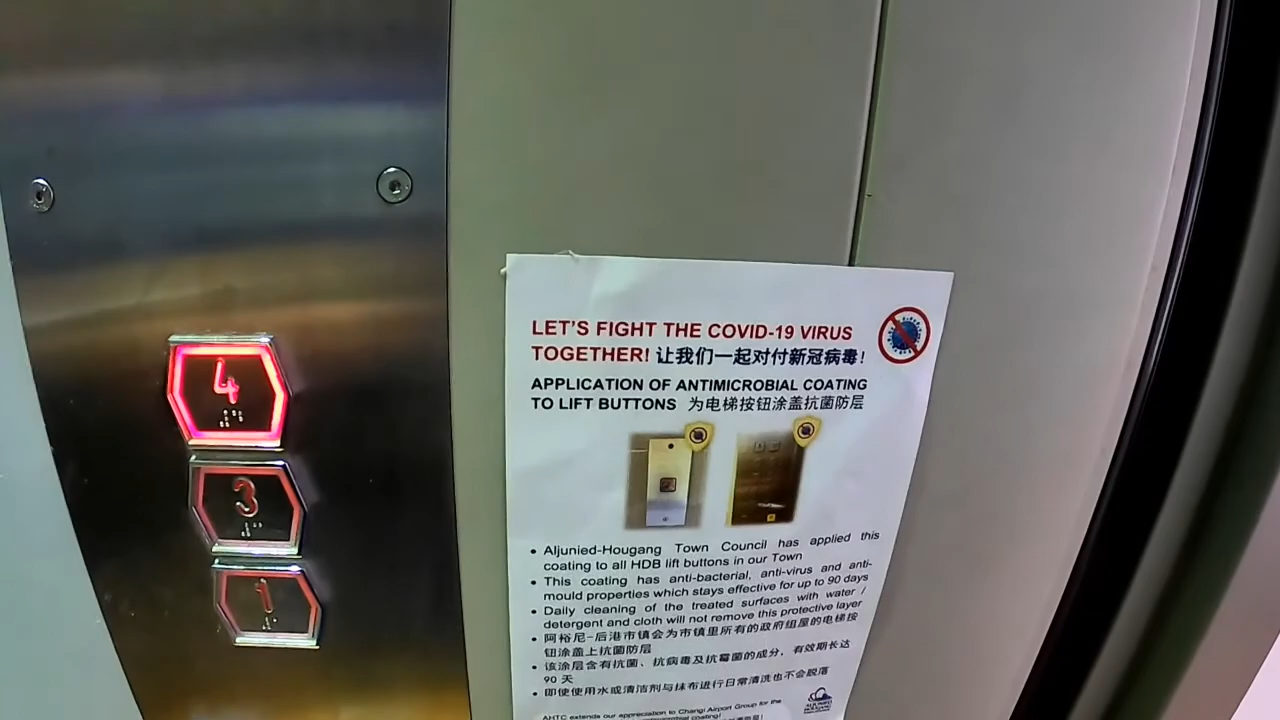 4
3
1
LET'S FIGHT THE COVID-19 VIRUS
TOGETHER! 让我们一起对付新冠病毒!
APPLICATION OF ANTIMICROBIAL COATING
TO LIFT BUTTONS 为电梯按钮涂盖抗菌防层
• Aljunied-Hougang Town Council has applied this
coating to all HDB lift buttons in our Town
• This coating has anti-bacterial, anti-virus and anti-
mould properties which stays effective for up to 90 days
• Daily cleaning of the treated surfaces with water /
detergent and cloth will not remove this protective layer
• 阿裕尼-后港市镇会为市镇里所有的政府组屋的电梯按
钮涂盖上抗菌防层
• 该涂层含有抗菌、抗病毒及抗霉菌的成分，有效期长达
90 天
• 即使使用水或清洁剂与抹布进行日常清洗也不会脱落
ALJUNIED
HOUGANG
AHTC extends our appreciation to Changi Airport Group for the
antimicrobial coating!